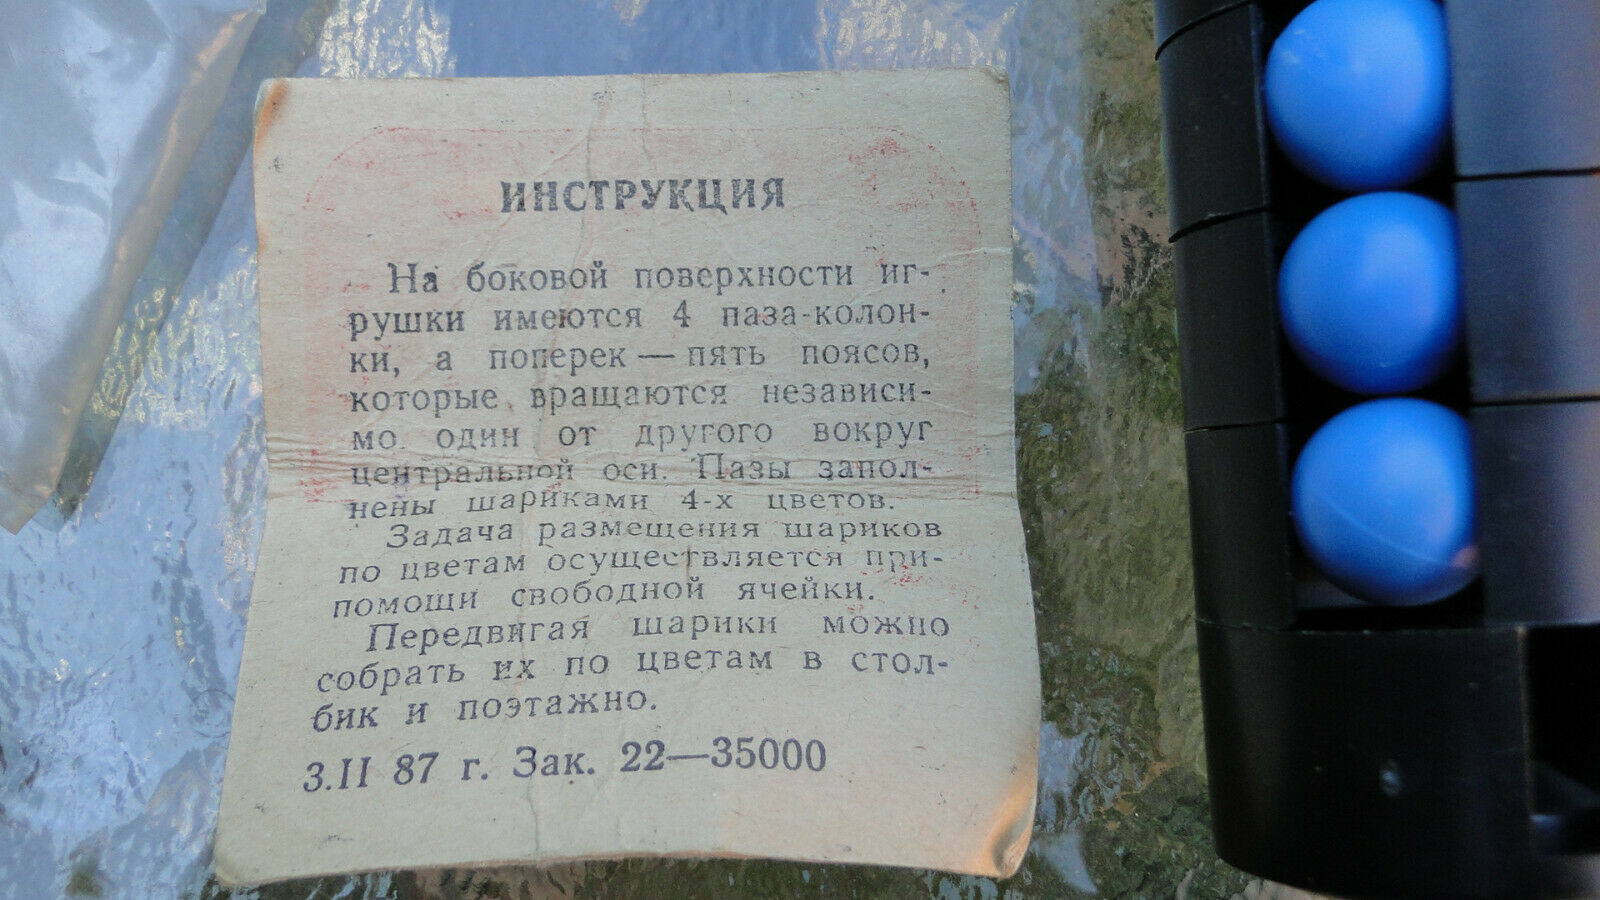 ИНСТРУКЦИЯ
На боковой поверхности иг-
рушки имеются 4 паза-колон-
ки, а поперек — пять поясов,
которые вращаются независи-
мо один от другого вокруг
центральной оси. Пазы запол-
нены шариками 4-х цветов.
Задача размещения шариков
по цветам осуществляется при-
помощи свободной ячейки.
Передвигая шарики можно
собрать их по цветам в стол-
бик и поэтажно.
3.II 87 г. Зак. 22—35000